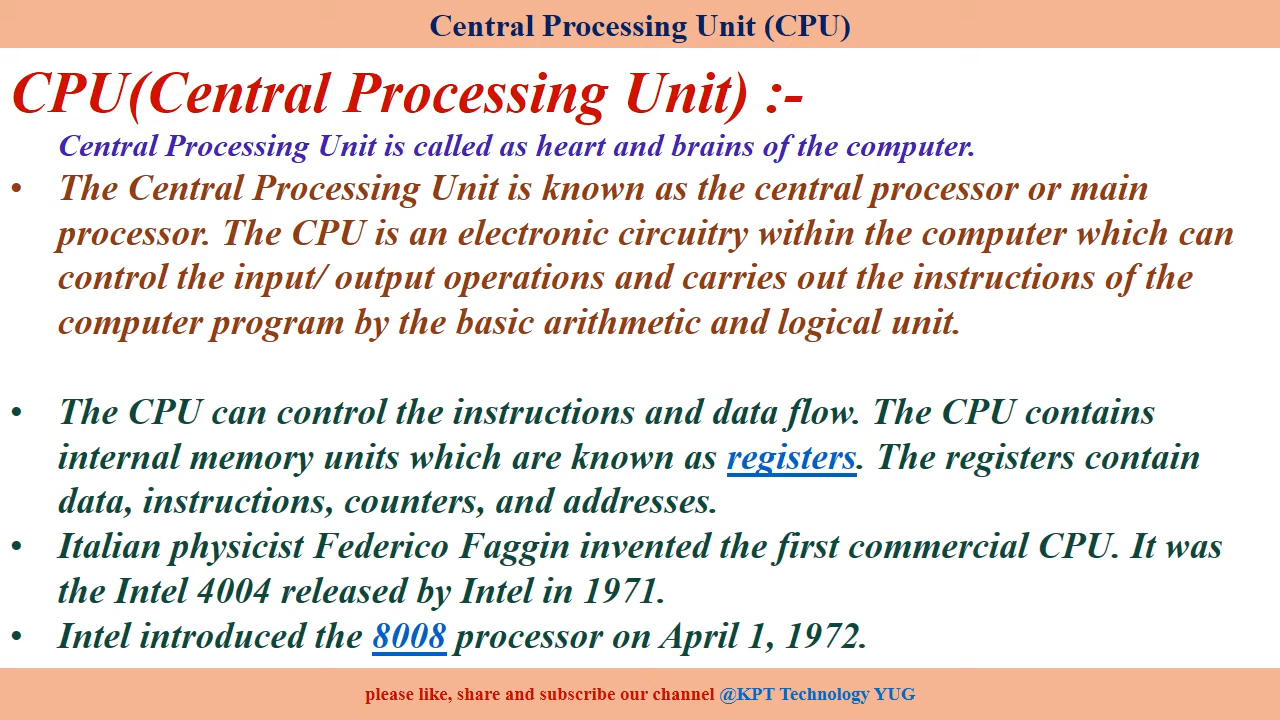 Central Processing Unit (CPU)
CPU(Central Processing Unit) :-
Central Processing Unit is called as heart and brains of the computer.
• The Central Processing Unit is known as the central processor or main
processor. The CPU is an electronic circuitry within the computer which can
control the input/ output operations and carries out the instructions of the
computer program by the basic arithmetic and logical unit.
• The CPU can control the instructions and data flow. The CPU contains
internal memory units which are known as registers. The registers contain
data, instructions, counters, and addresses.
• Italian physicist Federico Faggin invented the first commercial CPU. It was
the Intel 4004 released by Intel in 1971.
• Intel introduced the 8008 processor on April 1, 1972.
please like, share and subscribe our channel @KPT Technology YUG